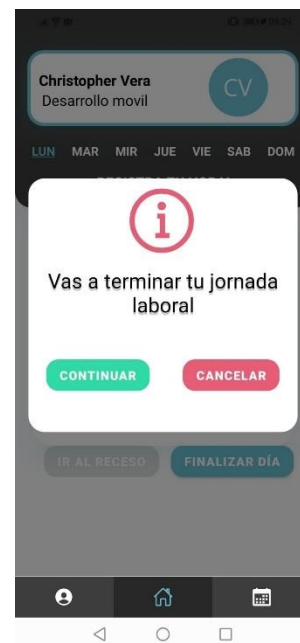 Christopher Vera
Desarrollo movil
CV
LUN MAR MIR JUE VIE SAB DOM
Vas a terminar tu jornada
laboral
CONTINUAR CANCELAR
IR AL RECESO FINALIZAR DÍA